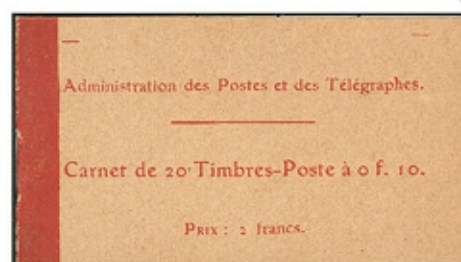 Administration des Postes et des Télégraphes.
Carnet de 20 Timbres-Poste à 0 f. 10.
PRIX : 2 francs.